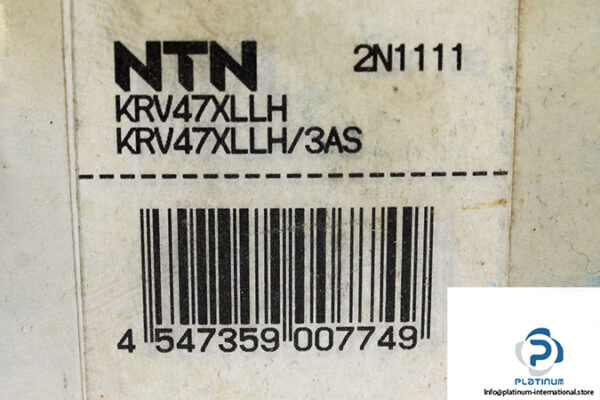 NTN 2N1111
KRV47XLLH
KRV47XLLH/3AS
4 547359 007749
PLATINUM
Info@platinum-international.store